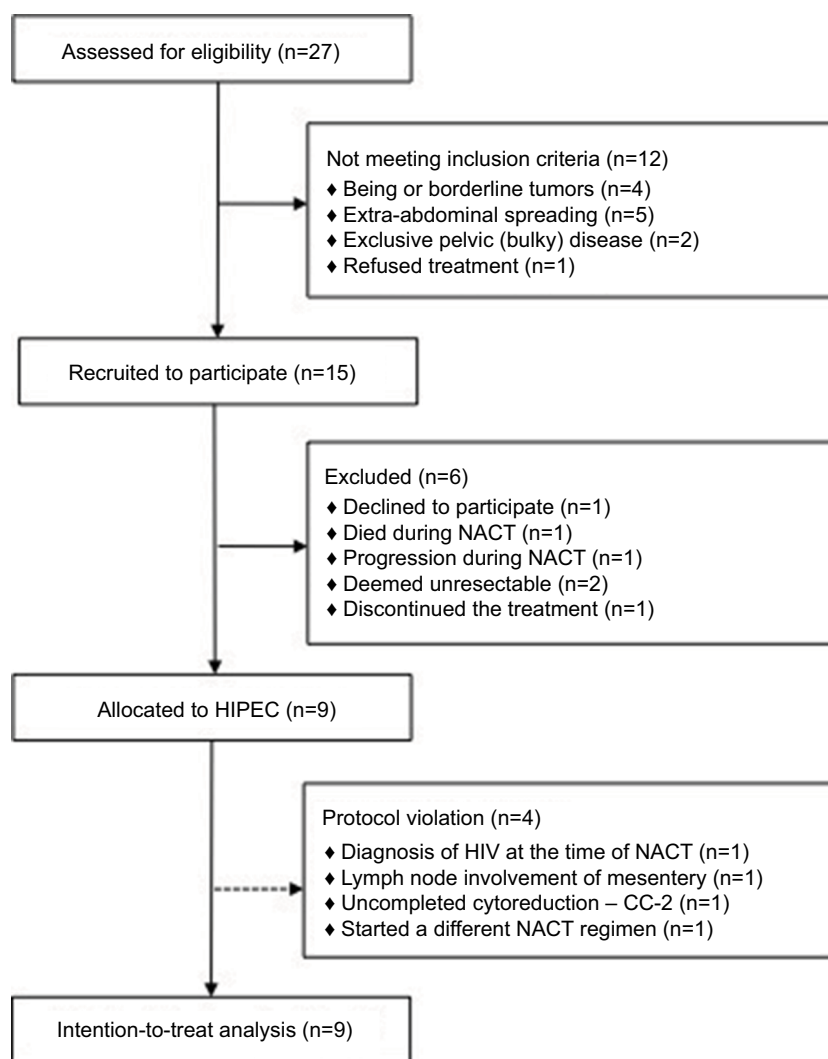 Assessed for eligibility (n=27)
Not meeting inclusion criteria (n=12)
♦ Being or borderline tumors (n=4)
♦ Extra-abdominal spreading (n=5)
♦ Exclusive pelvic (bulky) disease (n=2)
♦ Refused treatment (n=1)
Recruited to participate (n=15)
Excluded (n=6)
♦ Declined to participate (n=1)
♦ Died during NACT (n=1)
♦ Progression during NACT (n=1)
♦ Deemed unresectable (n=2)
♦ Discontinued the treatment (n=1)
Allocated to HIPEC (n=9)
Protocol violation (n=4)
♦ Diagnosis of HIV at the time of NACT (n=1)
♦ Lymph node involvement of mesentery (n=1)
♦ Uncompleted cytoreduction – CC-2 (n=1)
♦ Started a different NACT regimen (n=1)
Intention-to-treat analysis (n=9)